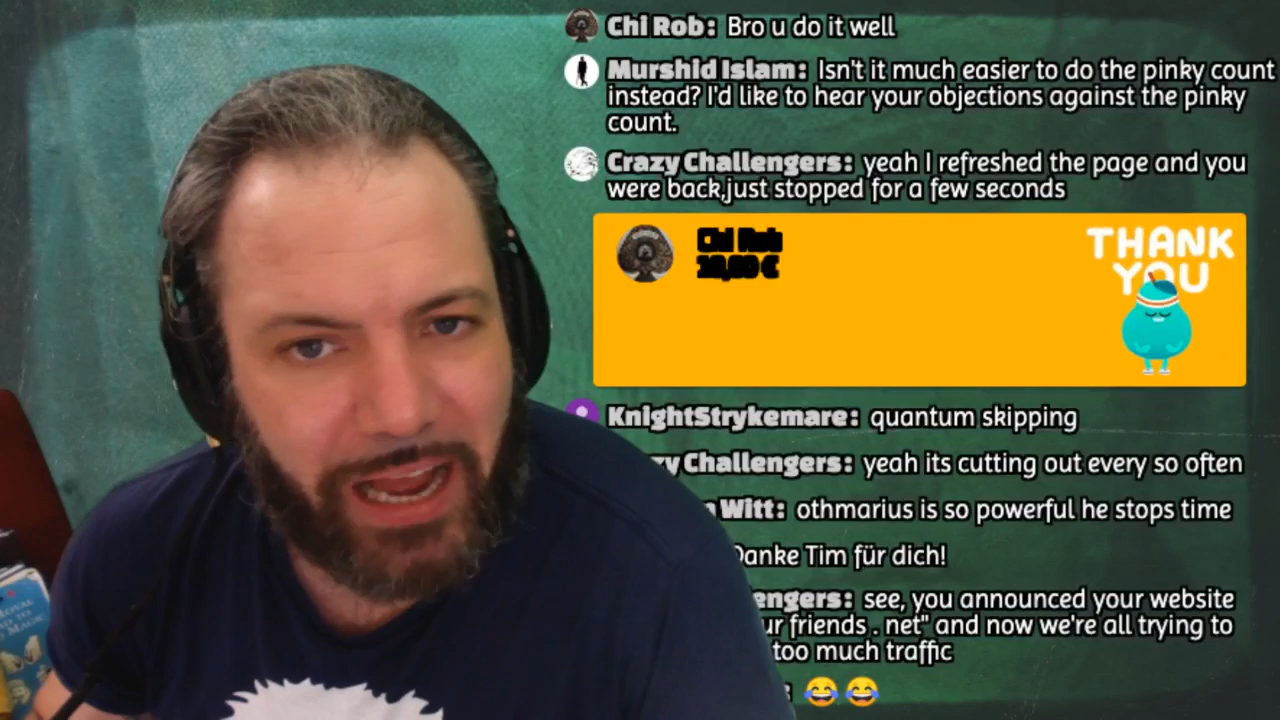 Chi Rob: Bro u do it well
Murshid Islam: Isn't it much easier to do the pinky count
instead? I'd like to hear your objections against the pinky
count.
Crazy Challengers: yeah I refreshed the page and you
were back,just stopped for a few seconds
Chi Rob
THANK
YOU
KnightStrykemare: quantum skipping
zy Challengers: yeah its cutting out every so often
Witt: othmarius is so powerful he stops time
Danke Tim für dich!
engers: see, you announced your website
ur friends . net" and now we're all trying to
too much traffic
😂😂